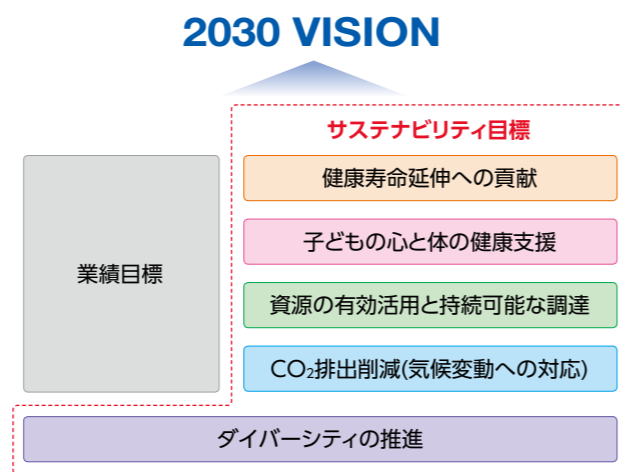 2030 VISION
サステナビリティ目標
業績目標
健康寿命延伸への貢献
子どもの心と体の健康支援
資源の有効活用と持続可能な調達
CO₂排出削減(気候変動への対応)
ダイバーシティの推進